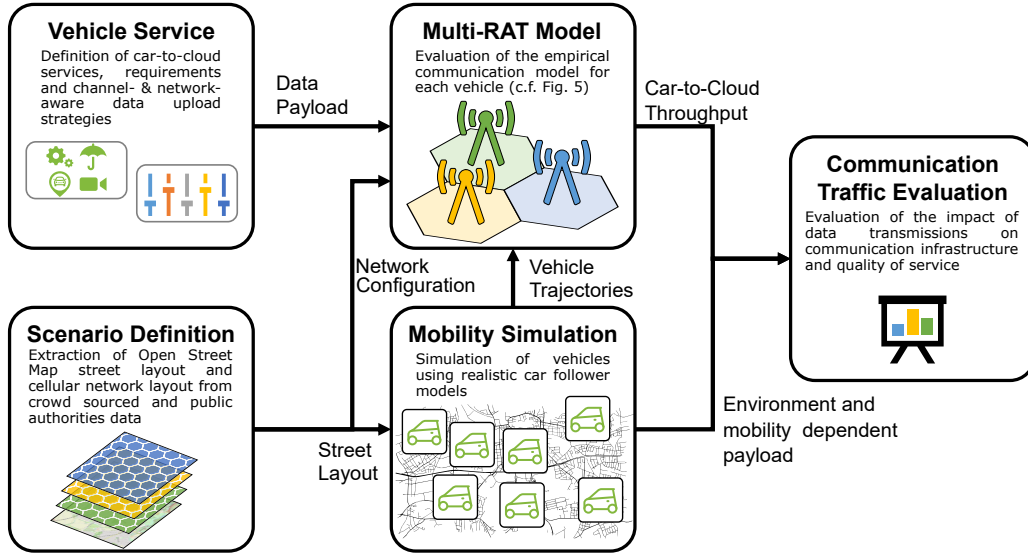 Vehicle Service
Definition of car-to-cloud
services, requirements
and channel- & network-
aware data upload
strategies
Data
Payload
Multi-RAT Model
Evaluation of the empirical
communication model for
each vehicle (c.f. Fig. 5)
Car-to-Cloud
Throughput
Communication
Traffic Evaluation
Evaluation of the impact of
data transmissions on
communication infrastructure
and quality of service
Network
Configuration
Vehicle
Trajectories
Scenario Definition
Extraction of Open Street
Map street layout and
cellular network layout from
crowd sourced and public
authorities data
Street
Layout
Mobility Simulation
Simulation of vehicles
using realistic car follower
models
Environment and
mobility dependent
payload